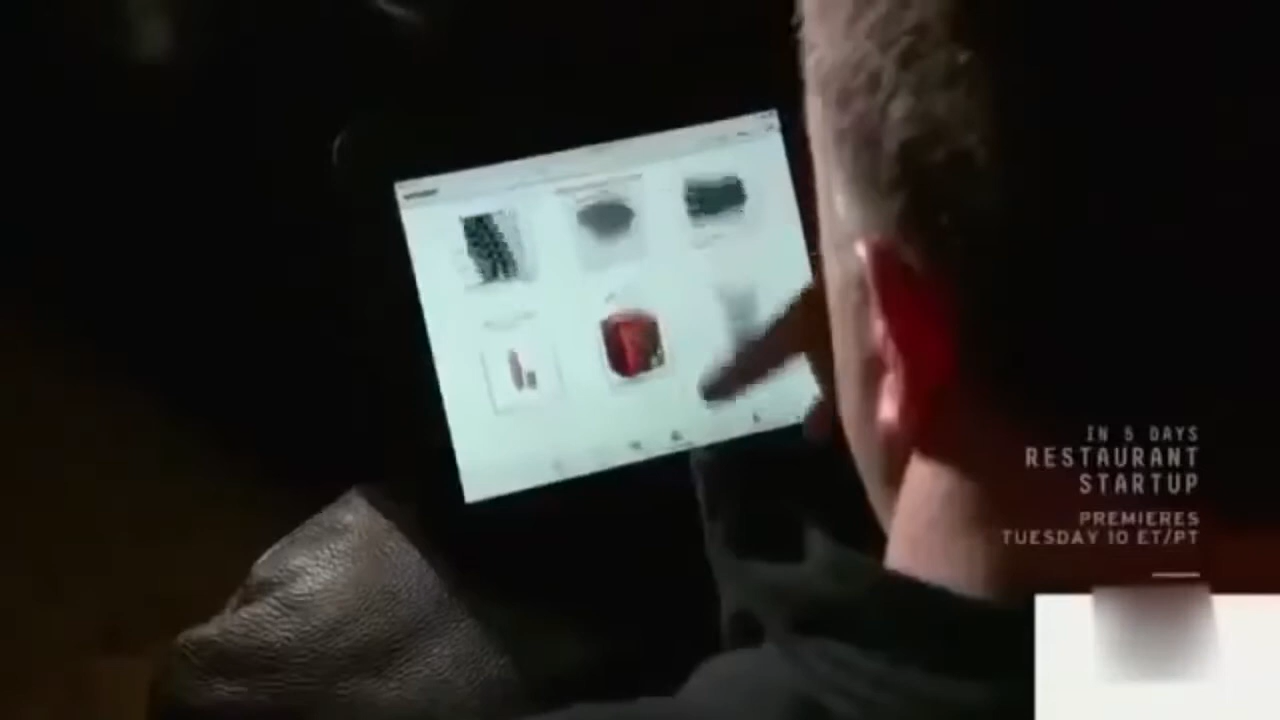 IN 5 DAYS
RESTAURANT
STARTUP
PREMIERES
TUESDAY 10 ET/PT